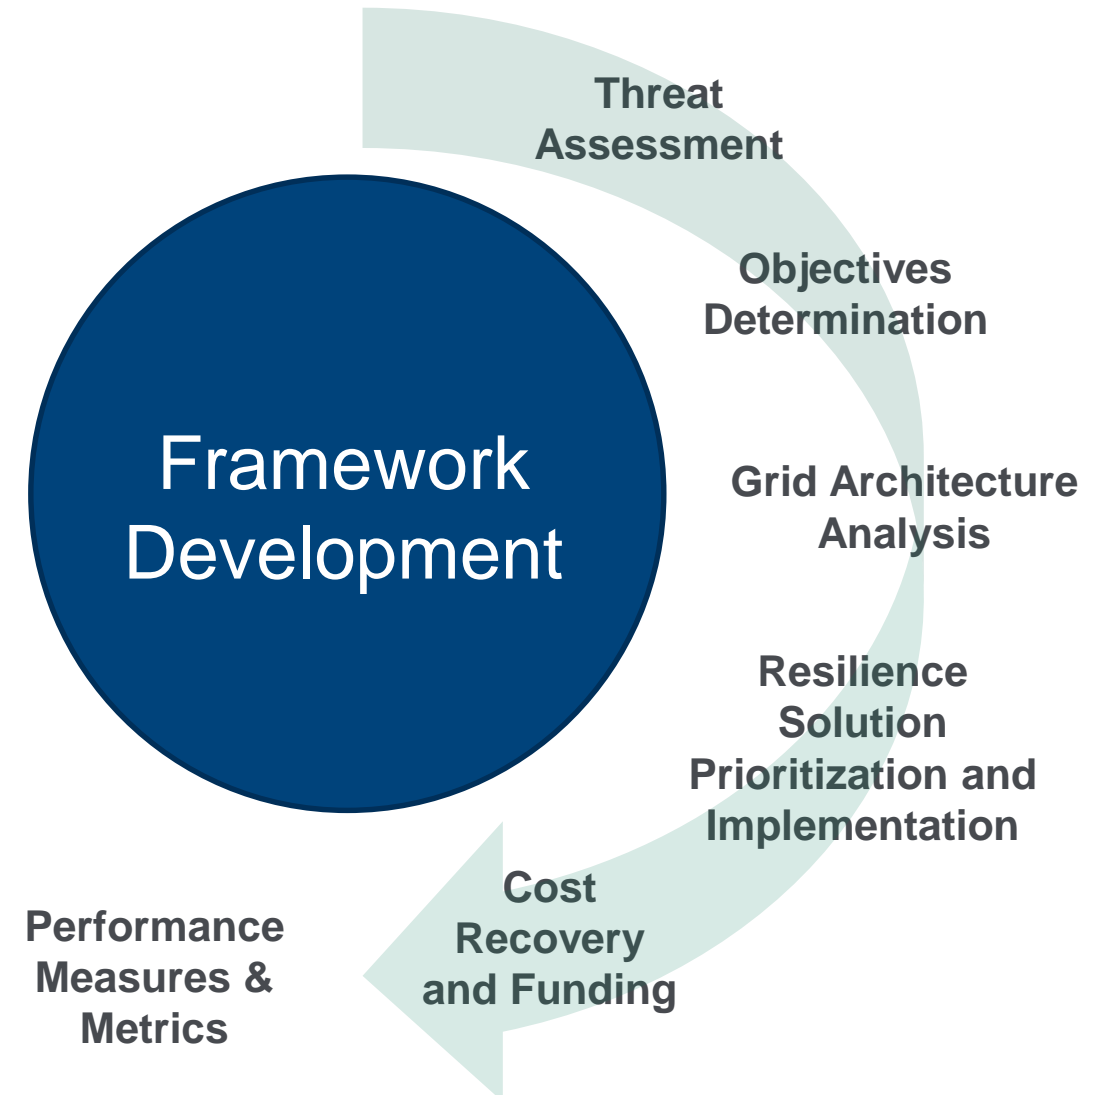 Threat
Assessment
Objectives
Determination
Grid Architecture
Analysis
Framework
Development
Resilience
Solution
Prioritization and
Implementation
Cost
Recovery
and Funding
Performance
Measures &
Metrics